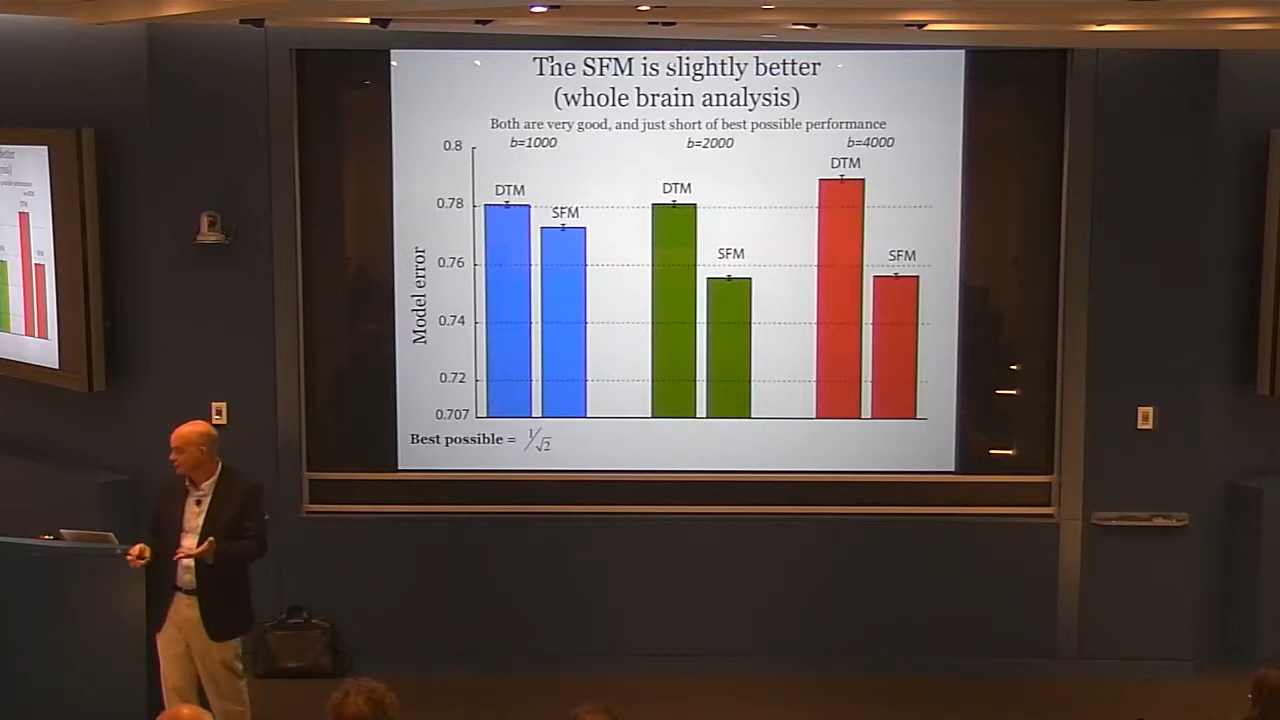 The SFM is slightly better
(whole brain analysis)
Both are very good, and just short of best possible performance
b=1000 b=2000 b=4000
0.8
DTM SFM DTM SFM DTM SFM
0.78
0.76
0.74
0.72
0.707
Model error
Best possible = 1/√2